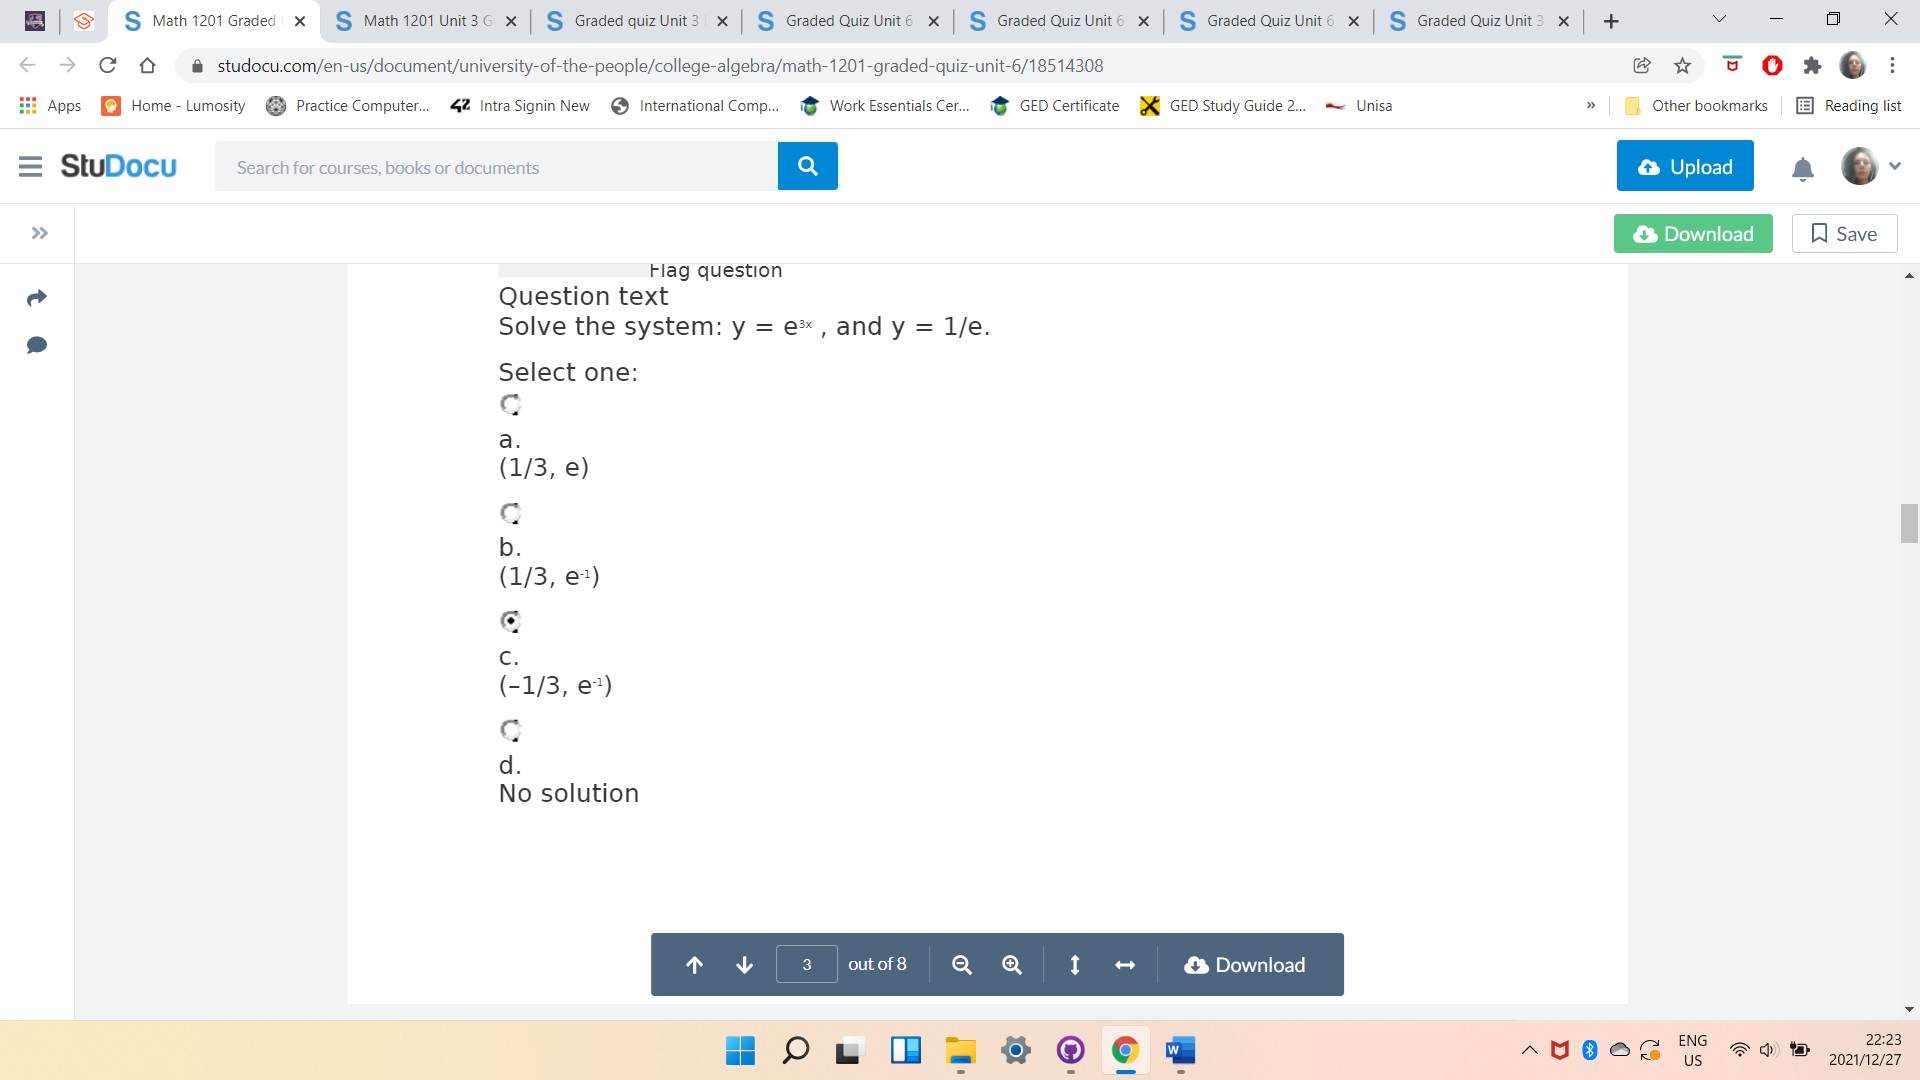 Math 1201 Graded
Math 1201 Unit 3 G
Graded quiz Unit 3
Graded Quiz Unit 6
Graded Quiz Unit 6
Graded Quiz Unit 6
Graded Quiz Unit 3
studocu.com/en-us/document/university-of-the-people/college-algebra/math-1201-graded-quiz-unit-6/18514308
Apps
Home - Lumosity
Practice Computer...
Intra Signin New
International Comp...
Work Essentials Cer...
GED Certificate
GED Study Guide 2...
Unisa
»
Other bookmarks
Reading list
StuDocu
Search for courses, books or documents
Upload
Download
Save
Flag question
Question text
Solve the system: y = e³ˣ , and y = 1/e.
Select one:
a.
(1/3, e)
b.
(1/3, e⁻¹)
c.
(–1/3, e⁻¹)
d.
No solution
3 out of 8
Download
ENG
US
22:23
2021/12/27